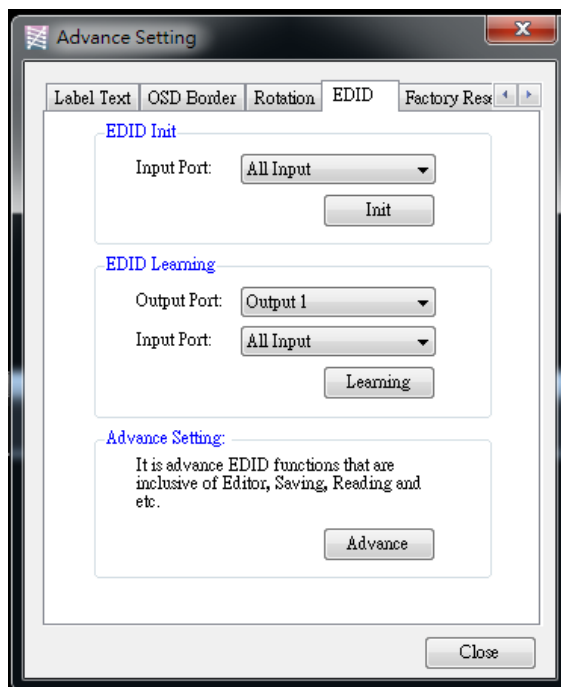 Advance Setting
Label Text OSD Border Rotation EDID Factory Res
EDID Init
Input Port: All Input
Init
EDID Learning
Output Port: Output 1
Input Port: All Input
Learning
Advance Setting:
It is advance EDID functions that are
inclusive of Editor, Saving, Reading and
etc.
Advance
Close